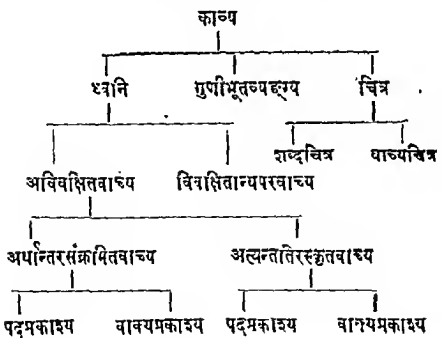 काव्य
ध्वनि गुणीभूतव्यङ्ग्य चित्र
शब्दचित्र वाच्यचित्र
अविवक्षितवाच्य विवक्षितान्यपरवाच्य
अर्थान्तरसंक्रमितवाच्य अत्यन्ततिरस्कृतवाच्य
पदप्रकाश्य वाक्यप्रकाश्य पदप्रकाश्य वाक्यप्रकाश्य